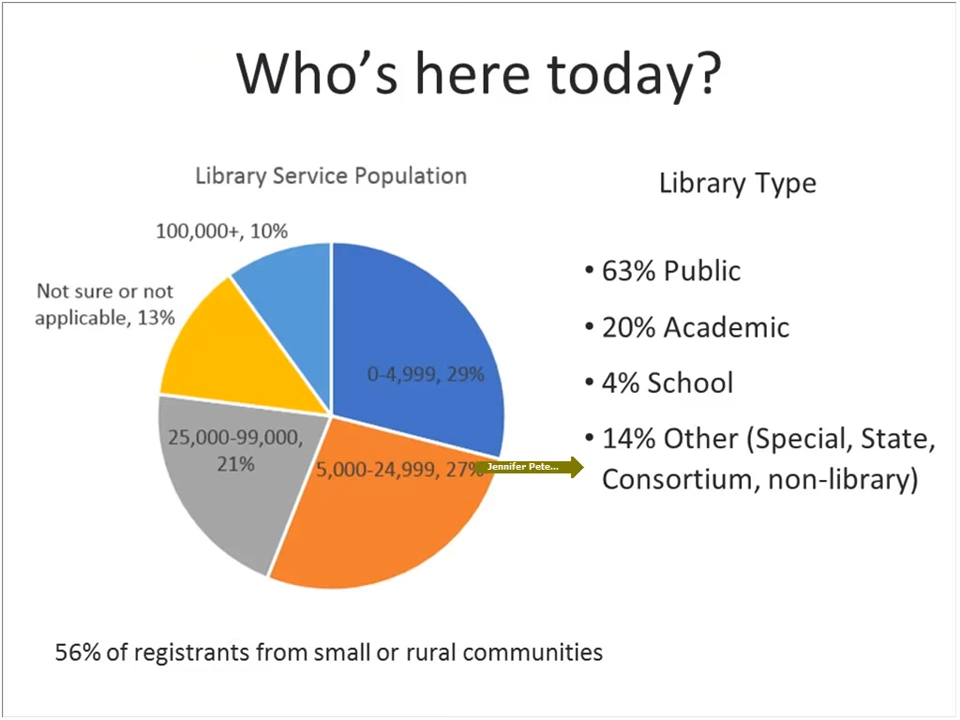 Who's here today?
Library Service Population
100,000+, 10%
Not sure or not
applicable, 13%
0-4,999, 29%
25,000-99,000,
21%
5,000-24,999, 27%
Jennifer Pete...
Library Type
• 63% Public
• 20% Academic
• 4% School
• 14% Other (Special, State,
Consortium, non-library)
56% of registrants from small or rural communities